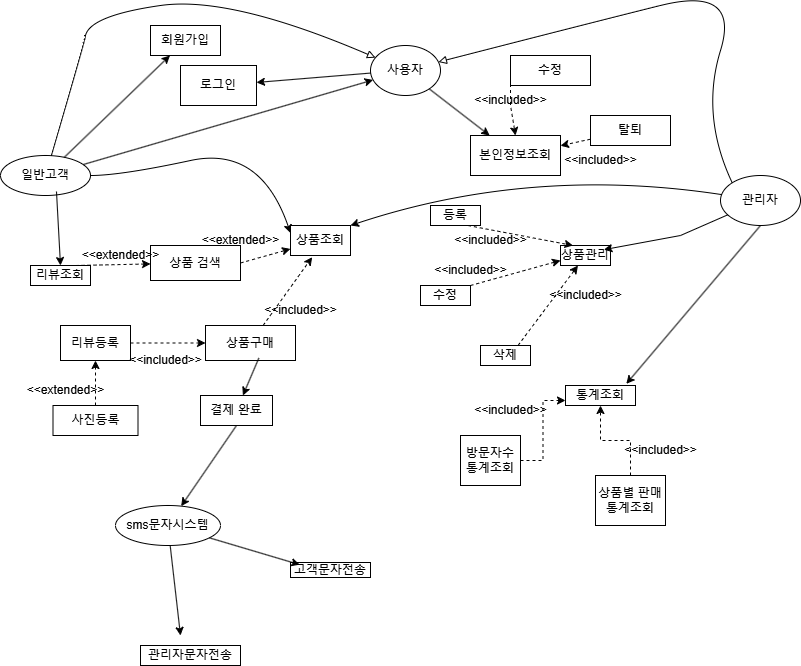 회원가입
사용자
로그인
수정
<<included>>
탈퇴
<<included>>
본인정보조회
일반고객
관리자
등록
<<included>>
<<extended>>
상품조회
<<extended>>
상품 검색
리뷰조회
상품관리
<<included>>
수정
<<included>>
<<included>>
리뷰등록
<<included>>
상품구매
삭제
<<extended>>
사진등록
결제 완료
통계조회
<<included>>
방문자수
통계조회
<<included>>
상품별 판매
통계조회
sms문자시스템
고객문자전송
관리자문자전송